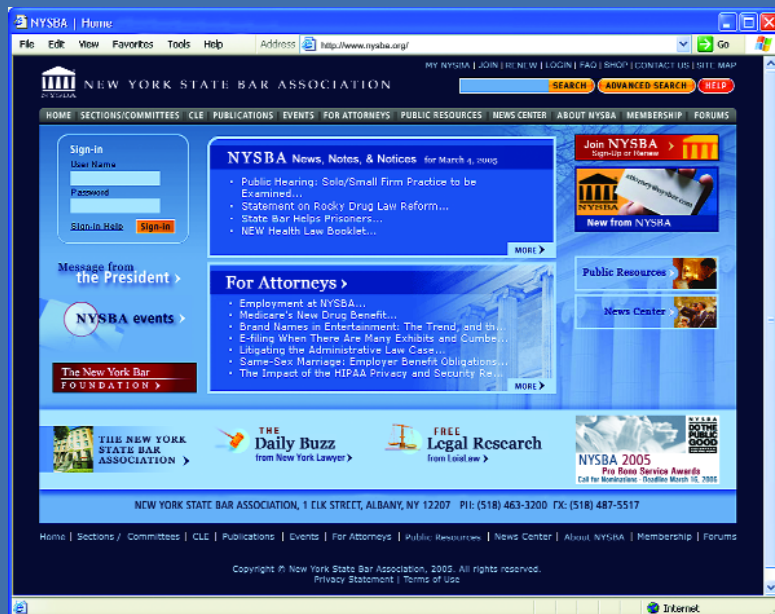 NYSBA | Home
File Edit View Favorites Tools Help Address http://www.nysba.org/ Go
MY NYSBA | JOIN | RENEW | LOGIN | FAQ | SHOP | CONTACT US | SITE MAP
NYSBA
NEW YORK STATE BAR ASSOCIATION
SEARCH ADVANCED SEARCH HELP
HOME SECTIONS/COMMITTEES CLE PUBLICATIONS EVENTS FOR ATTORNEYS PUBLIC RESOURCES NEWS CENTER ABOUT NYSBA MEMBERSHIP FORUMS
Sign-in
User Name
Password
Sign-in Help Sign-in
Message from
the President >
NYSBA events >
The New York Bar
FOUNDATION >
NYSBA News, Notes, & Notices for March 4, 2005
• Public Hearing: Solo/Small Firm Practice to be
Examined...
• Statement on Rocky Drug Law Reform...
• State Bar Helps Prisoners...
• NEW Health Law Booklet...
MORE >
For Attorneys >
• Employment at NYSBA...
• Medicare's New Drug Benefit...
• Brand Names in Entertainment: The Trend, and th...
• E-filing When There Are Many Exhibits and Cumbe...
• Litigating the Administrative Law Case...
• Same-Sex Marriage: Employer Benefit Obligations...
• The Impact of the HIPAA Privacy and Security Re...
MORE >
Join NYSBA >
Sign-Up or Renew
NYSBA
attorney@nysbar.com
New from NYSBA
Public Resources >
News Center >
THE NEW YORK
STATE BAR
ASSOCIATION >
THE
Daily Buzz
from New York Lawyer >
FREE
Legal Research
from LoisLaw >
NYSBA
DO THE
PUBLIC
GOOD
NYSBA 2005
Pro Bono Service Awards
Call for Nominations - Deadline March 16, 2005
NEW YORK STATE BAR ASSOCIATION, 1 ELK STREET, ALBANY, NY 12207 PH: (518) 463-3200 FX: (518) 487-5517
Home | Sections / Committees | CLE | Publications | Events | For Attorneys | Public Resources | News Center | About NYSBA | Membership | Forums
Copyright © New York State Bar Association, 2005. All rights reserved.
Privacy Statement | Terms of Use
Internet